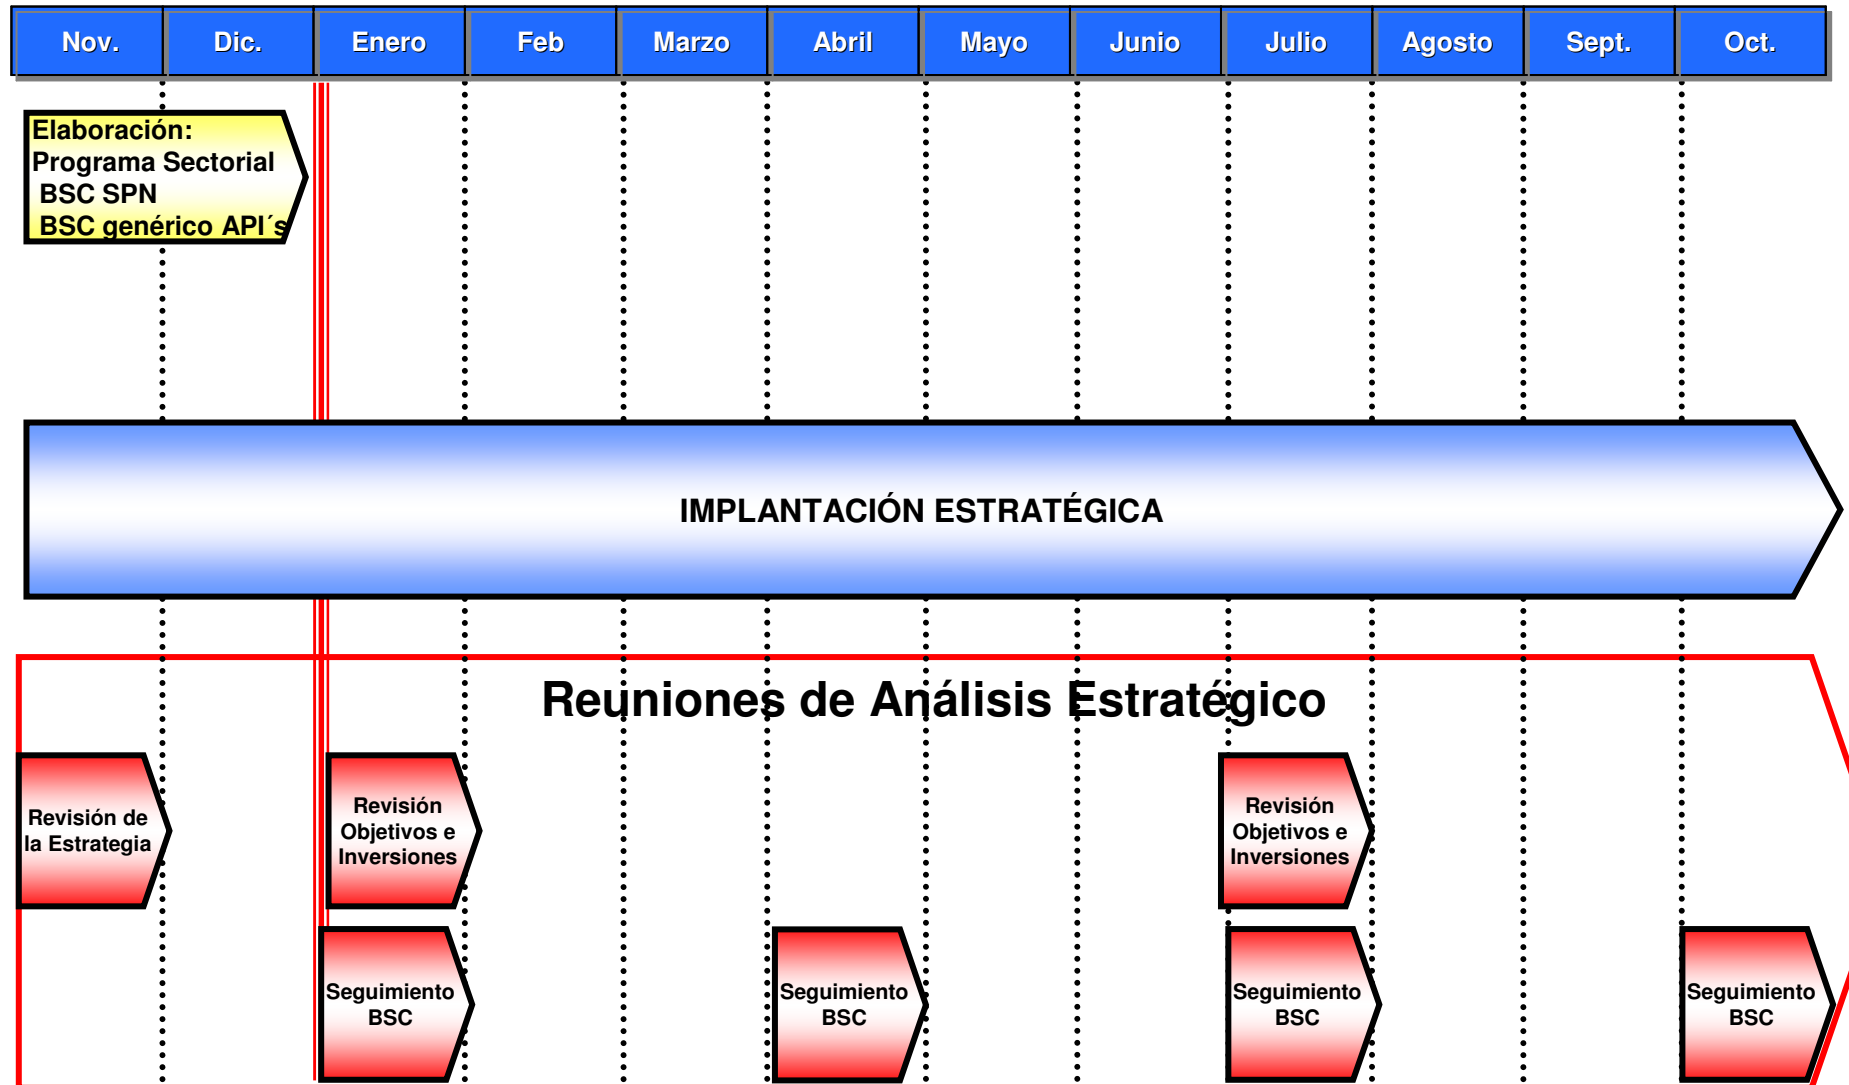 Nov. Dic. Enero Feb Marzo Abril Mayo Junio Julio Agosto Sept. Oct.
Elaboración:
Programa Sectorial
BSC SPN
BSC genérico API´s
IMPLANTACIÓN ESTRATÉGICA
Reuniones de Análisis Estratégico
Revisión de
la Estrategia
Revisión
Objetivos e
Inversiones
Revisión
Objetivos e
Inversiones
Seguimiento
BSC
Seguimiento
BSC
Seguimiento
BSC
Seguimiento
BSC